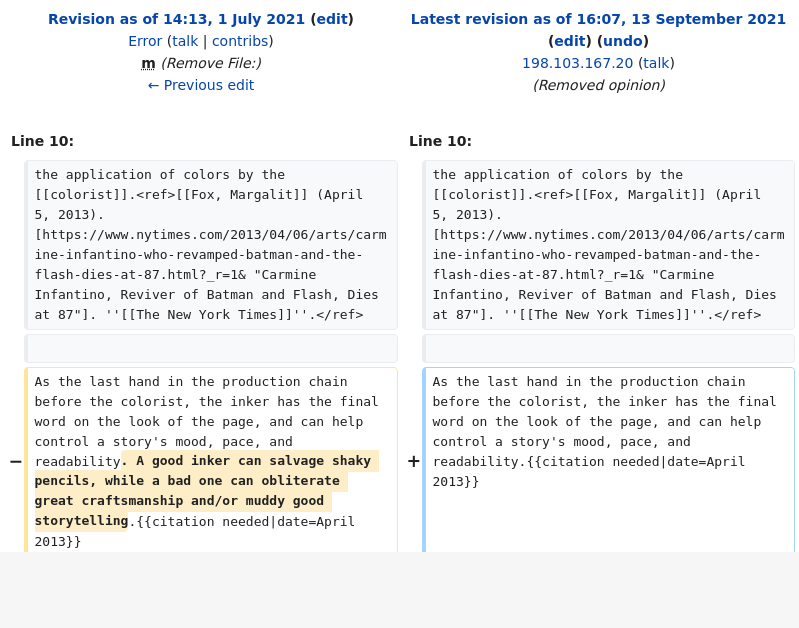 Revision as of 14:13, 1 July 2021 (edit)
Error (talk | contribs)
m (Remove File:)
← Previous edit
Latest revision as of 16:07, 13 September 2021
(edit) (undo)
198.103.167.20 (talk)
(Removed opinion)
Line 10:
Line 10:
the application of colors by the
[[colorist]].<ref>[[Fox, Margalit]] (April
5, 2013).
[https://www.nytimes.com/2013/04/06/arts/carm
ine-infantino-who-revamped-batman-and-the-
flash-dies-at-87.html?_r=1& "Carmine
Infantino, Reviver of Batman and Flash, Dies
at 87"]. ''[[The New York Times]]''.</ref>
the application of colors by the
[[colorist]].<ref>[[Fox, Margalit]] (April
5, 2013).
[https://www.nytimes.com/2013/04/06/arts/carm
ine-infantino-who-revamped-batman-and-the-
flash-dies-at-87.html?_r=1& "Carmine
Infantino, Reviver of Batman and Flash, Dies
at 87"]. ''[[The New York Times]]''.</ref>
−
As the last hand in the production chain
before the colorist, the inker has the final
word on the look of the page, and can help
control a story's mood, pace, and
readability. A good inker can salvage shaky
pencils, while a bad one can obliterate
great craftsmanship and/or muddy good
storytelling.{{citation needed|date=April
2013}}
+
As the last hand in the production chain
before the colorist, the inker has the final
word on the look of the page, and can help
control a story's mood, pace, and
readability.{{citation needed|date=April
2013}}